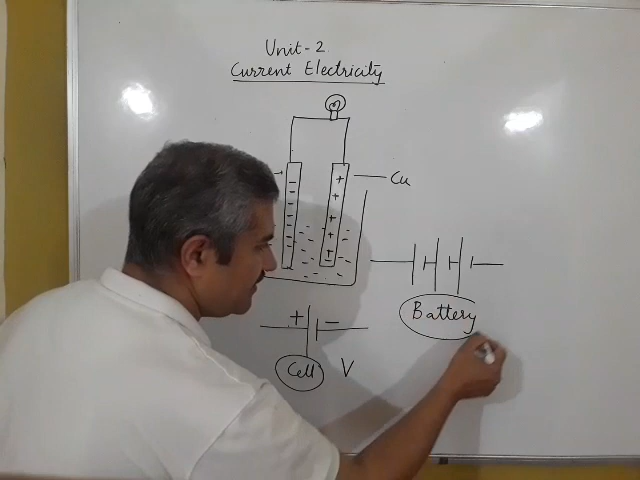 Unit-2.
Current Electricity
Cu
Battery
+ -
Cell V